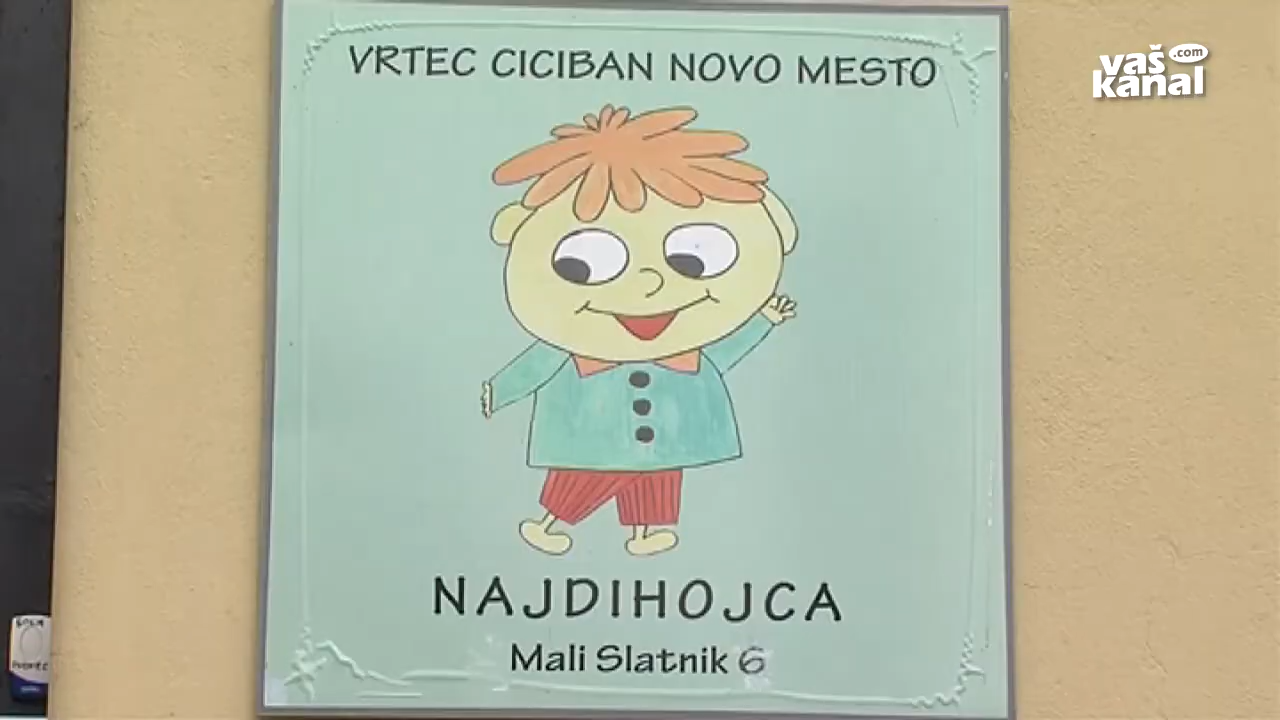 VRTEC CICIBAN NOVO MESTO
vaš
.com
kanal
NAJDIHOJCA
Mali Slatnik 6